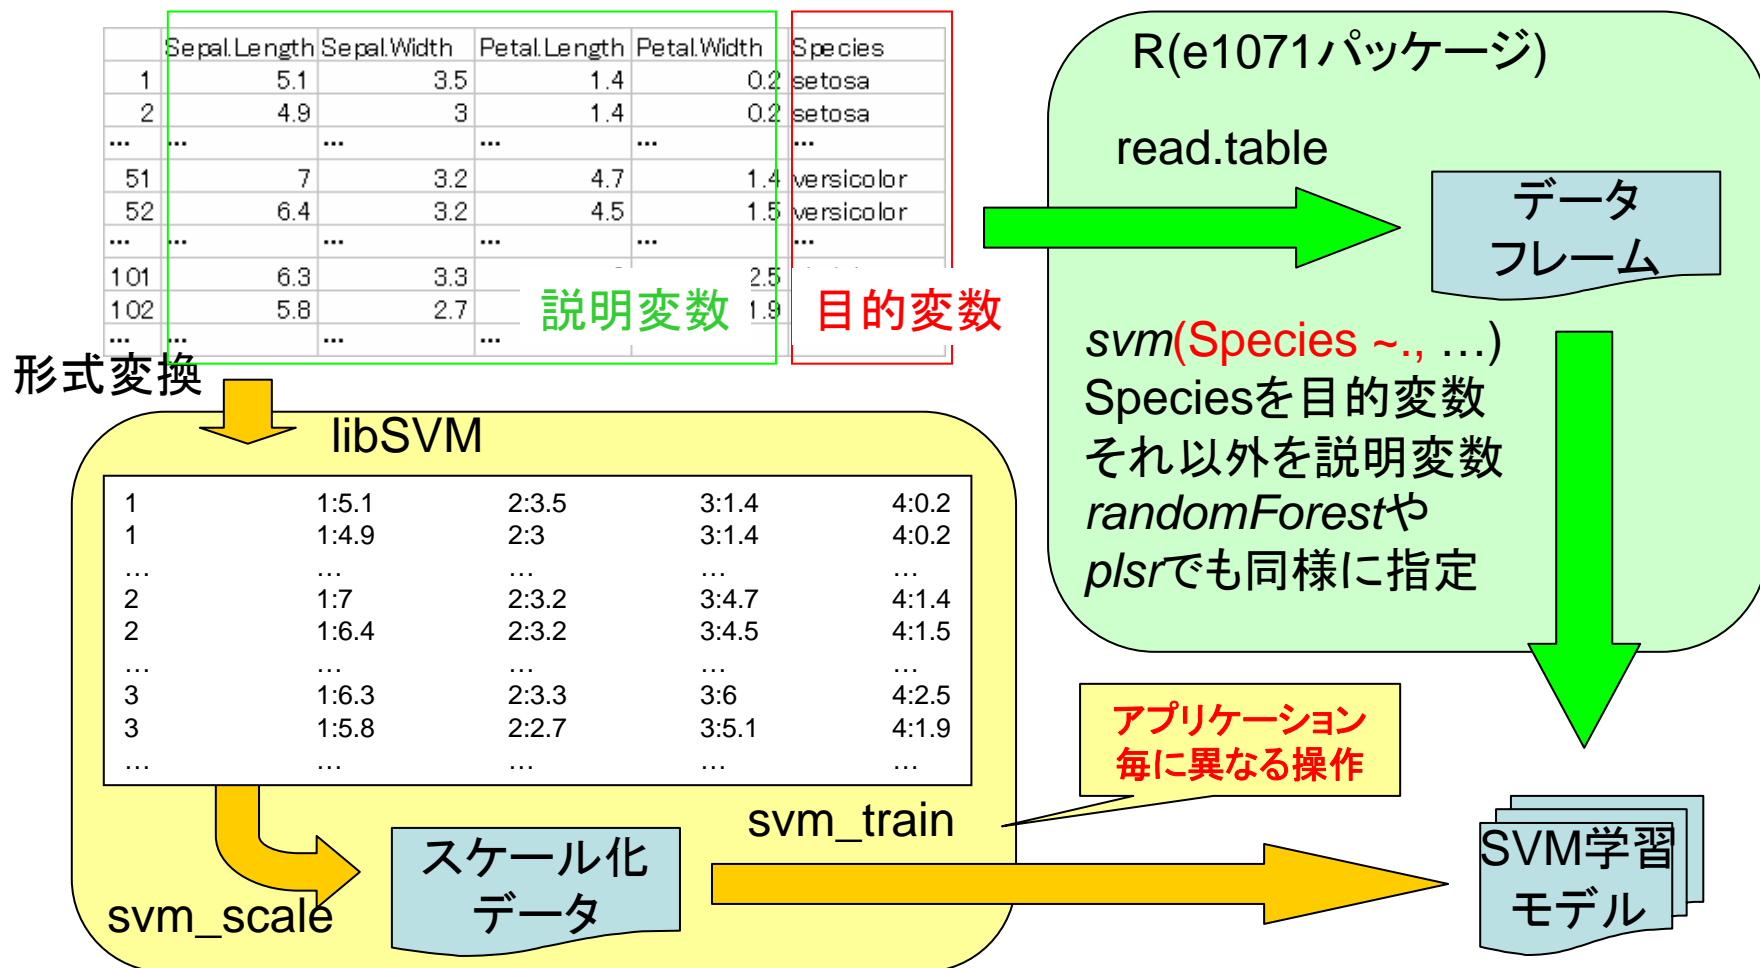 Sepal.Length Sepal.Width Petal.Length Petal.Width Species
1 5.1 3.5 1.4 0.2 setosa
2 4.9 3 1.4 0.2 setosa
... ... ... ... ... ...
51 7 3.2 4.7 1.4 versicolor
52 6.4 3.2 4.5 1.5 versicolor
... ... ... ... ... ...
101 6.3 3.3 2.5
102 5.8 2.7 1.9
... ... ... ...
説明変数
目的変数
形式変換
libSVM
1 1:5.1 2:3.5 3:1.4 4:0.2
1 1:4.9 2:3 3:1.4 4:0.2
… … … … …
2 1:7 2:3.2 3:4.7 4:1.4
2 1:6.4 2:3.2 3:4.5 4:1.5
… … … … …
3 1:6.3 2:3.3 3:6 4:2.5
3 1:5.8 2:2.7 3:5.1 4:1.9
… … … … …
svm_scale
スケール化
データ
svm_train
アプリケーション
毎に異なる操作
R(e1071パッケージ)
read.table
データ
フレーム
svm(Species ~., …)
Speciesを目的変数
それ以外を説明変数
randomForestや
plsrでも同様に指定
SVM学習
モデル